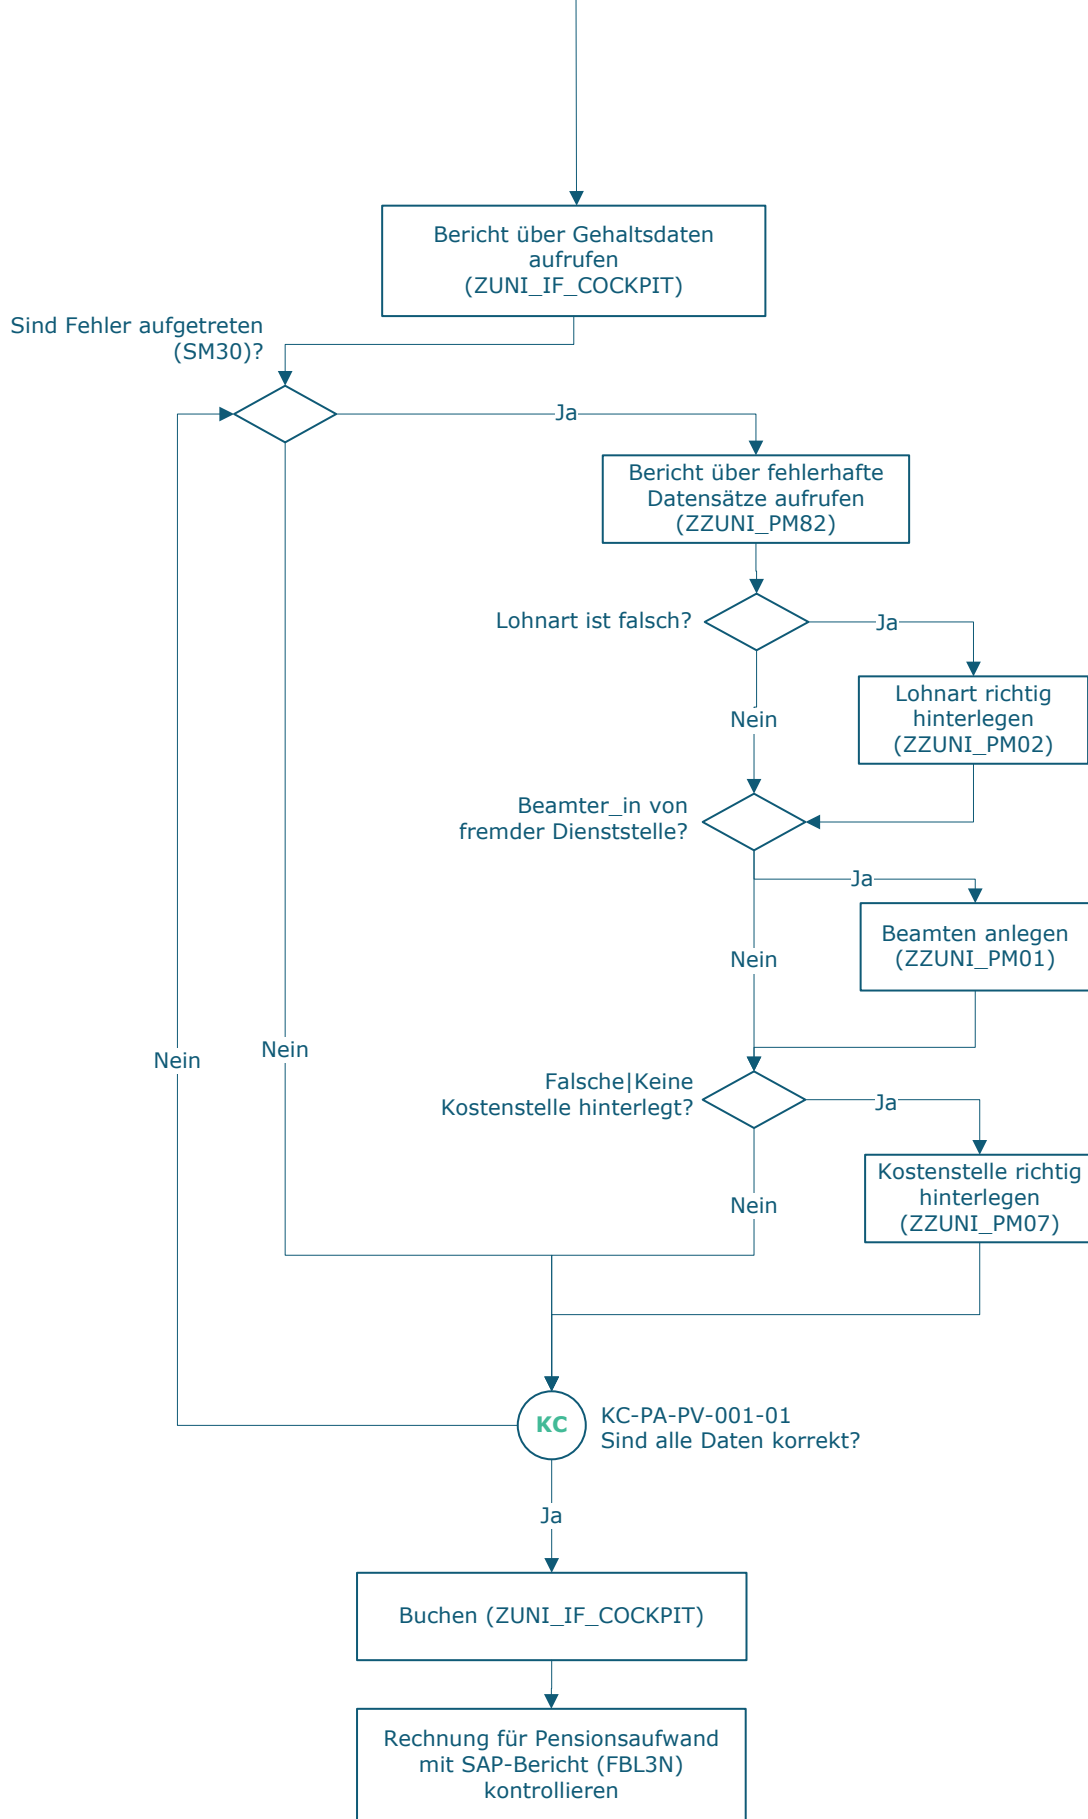 Bericht über Gehaltsdaten
aufrufen
(ZUNI_IF_COCKPIT)
Sind Fehler aufgetreten
(SM30)?
Ja
Bericht über fehlerhafte
Datensätze aufrufen
(ZZUNI_PM82)
Lohnart ist falsch?
Ja
Lohnart richtig
hinterlegen
(ZZUNI_PM02)
Nein
Beamter_in von
fremder Dienststelle?
Ja
Beamten anlegen
(ZZUNI_PM01)
Nein
Nein
Nein
Falsche|Keine
Kostenstelle hinterlegt?
Ja
Kostenstelle richtig
hinterlegen
(ZZUNI_PM07)
Nein
KC
KC-PA-PV-001-01
Sind alle Daten korrekt?
Ja
Buchen (ZUNI_IF_COCKPIT)
Rechnung für Pensionsaufwand
mit SAP-Bericht (FBL3N)
kontrollieren